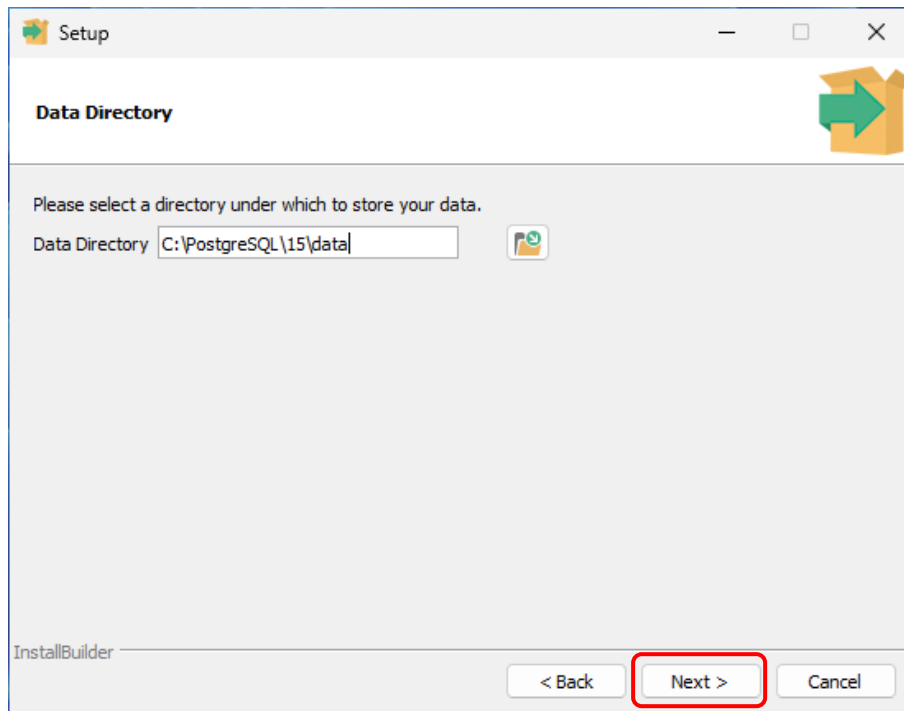 Setup
Data Directory
Please select a directory under which to store your data.
Data Directory C:\PostgreSQL\15\data
InstallBuilder
< Back Next > Cancel